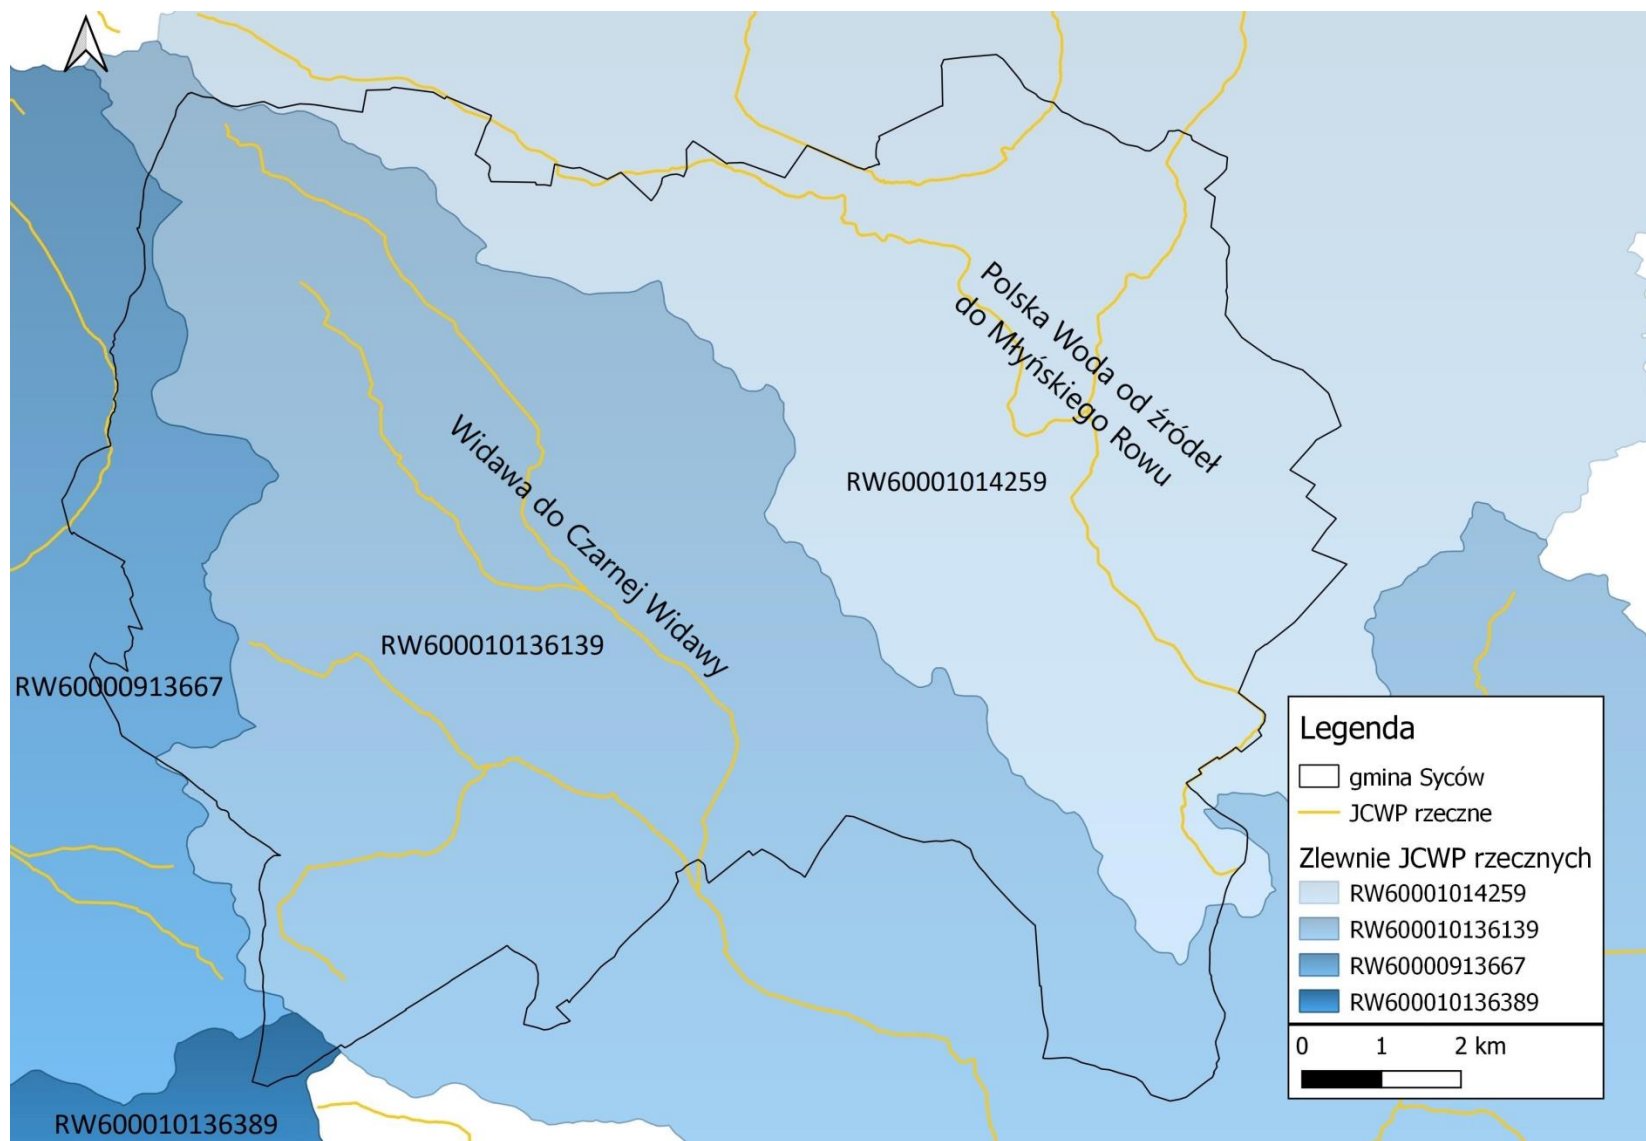 Polska Woda od źródeł
do Młyńskiego Rowu
RW60001014259
Widawa do Czarnej Widawy
RW600010136139
RW60000913667
RW600010136389
Legenda
gmina Syców
JCWP rzeczne
Zlewnie JCWP rzecznych
RW60001014259
RW600010136139
RW60000913667
RW600010136389
0 1 2 km